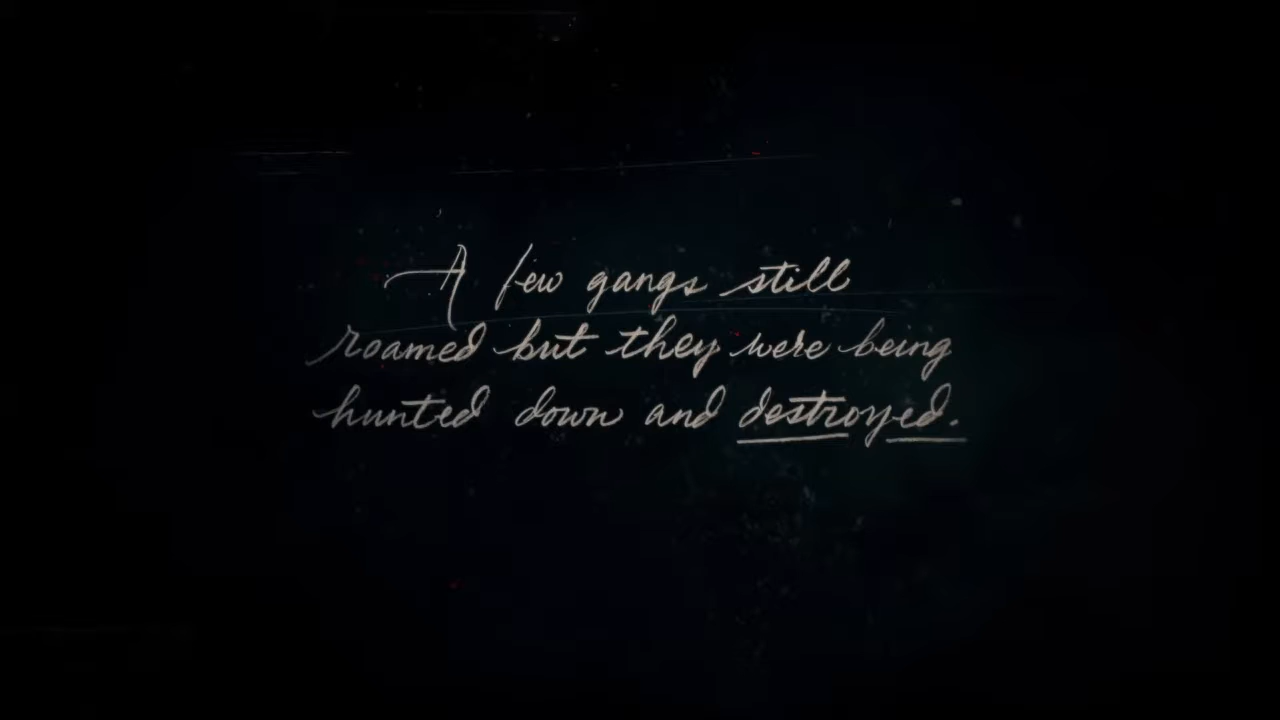 A few gangs still
roamed but they were being
hunted down and destroyed.